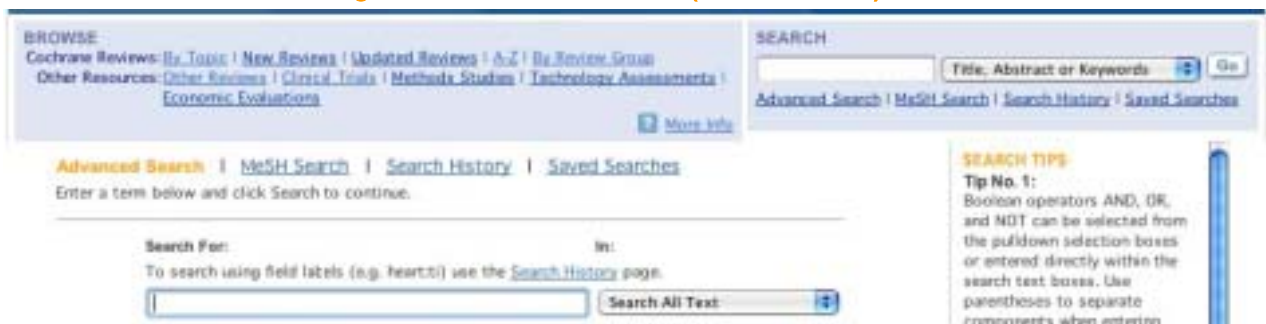 BROWSE
Cochrane Reviews: By Topic | New Reviews | Updated Reviews | A-Z | By Review Group
Other Resources: Other Reviews | Clinical Trials | Methods Studies | Technology Assessments |
Economic Evaluations
More Info
SEARCH
Title, Abstract or Keywords
Go
Advanced Search | MeSH Search | Search History | Saved Searches
Advanced Search | MeSH Search | Search History | Saved Searches
Enter a term below and click Search to continue.
Search For: In:
To search using field labels (e.g. heart:ti) use the Search History page.
Search All Text
SEARCH TIPS
Tip No. 1:
Boolean operators AND, OR,
and NOT can be selected from
the pulldown selection boxes
or entered directly within the
search text boxes. Use
parentheses to separate
components when entering